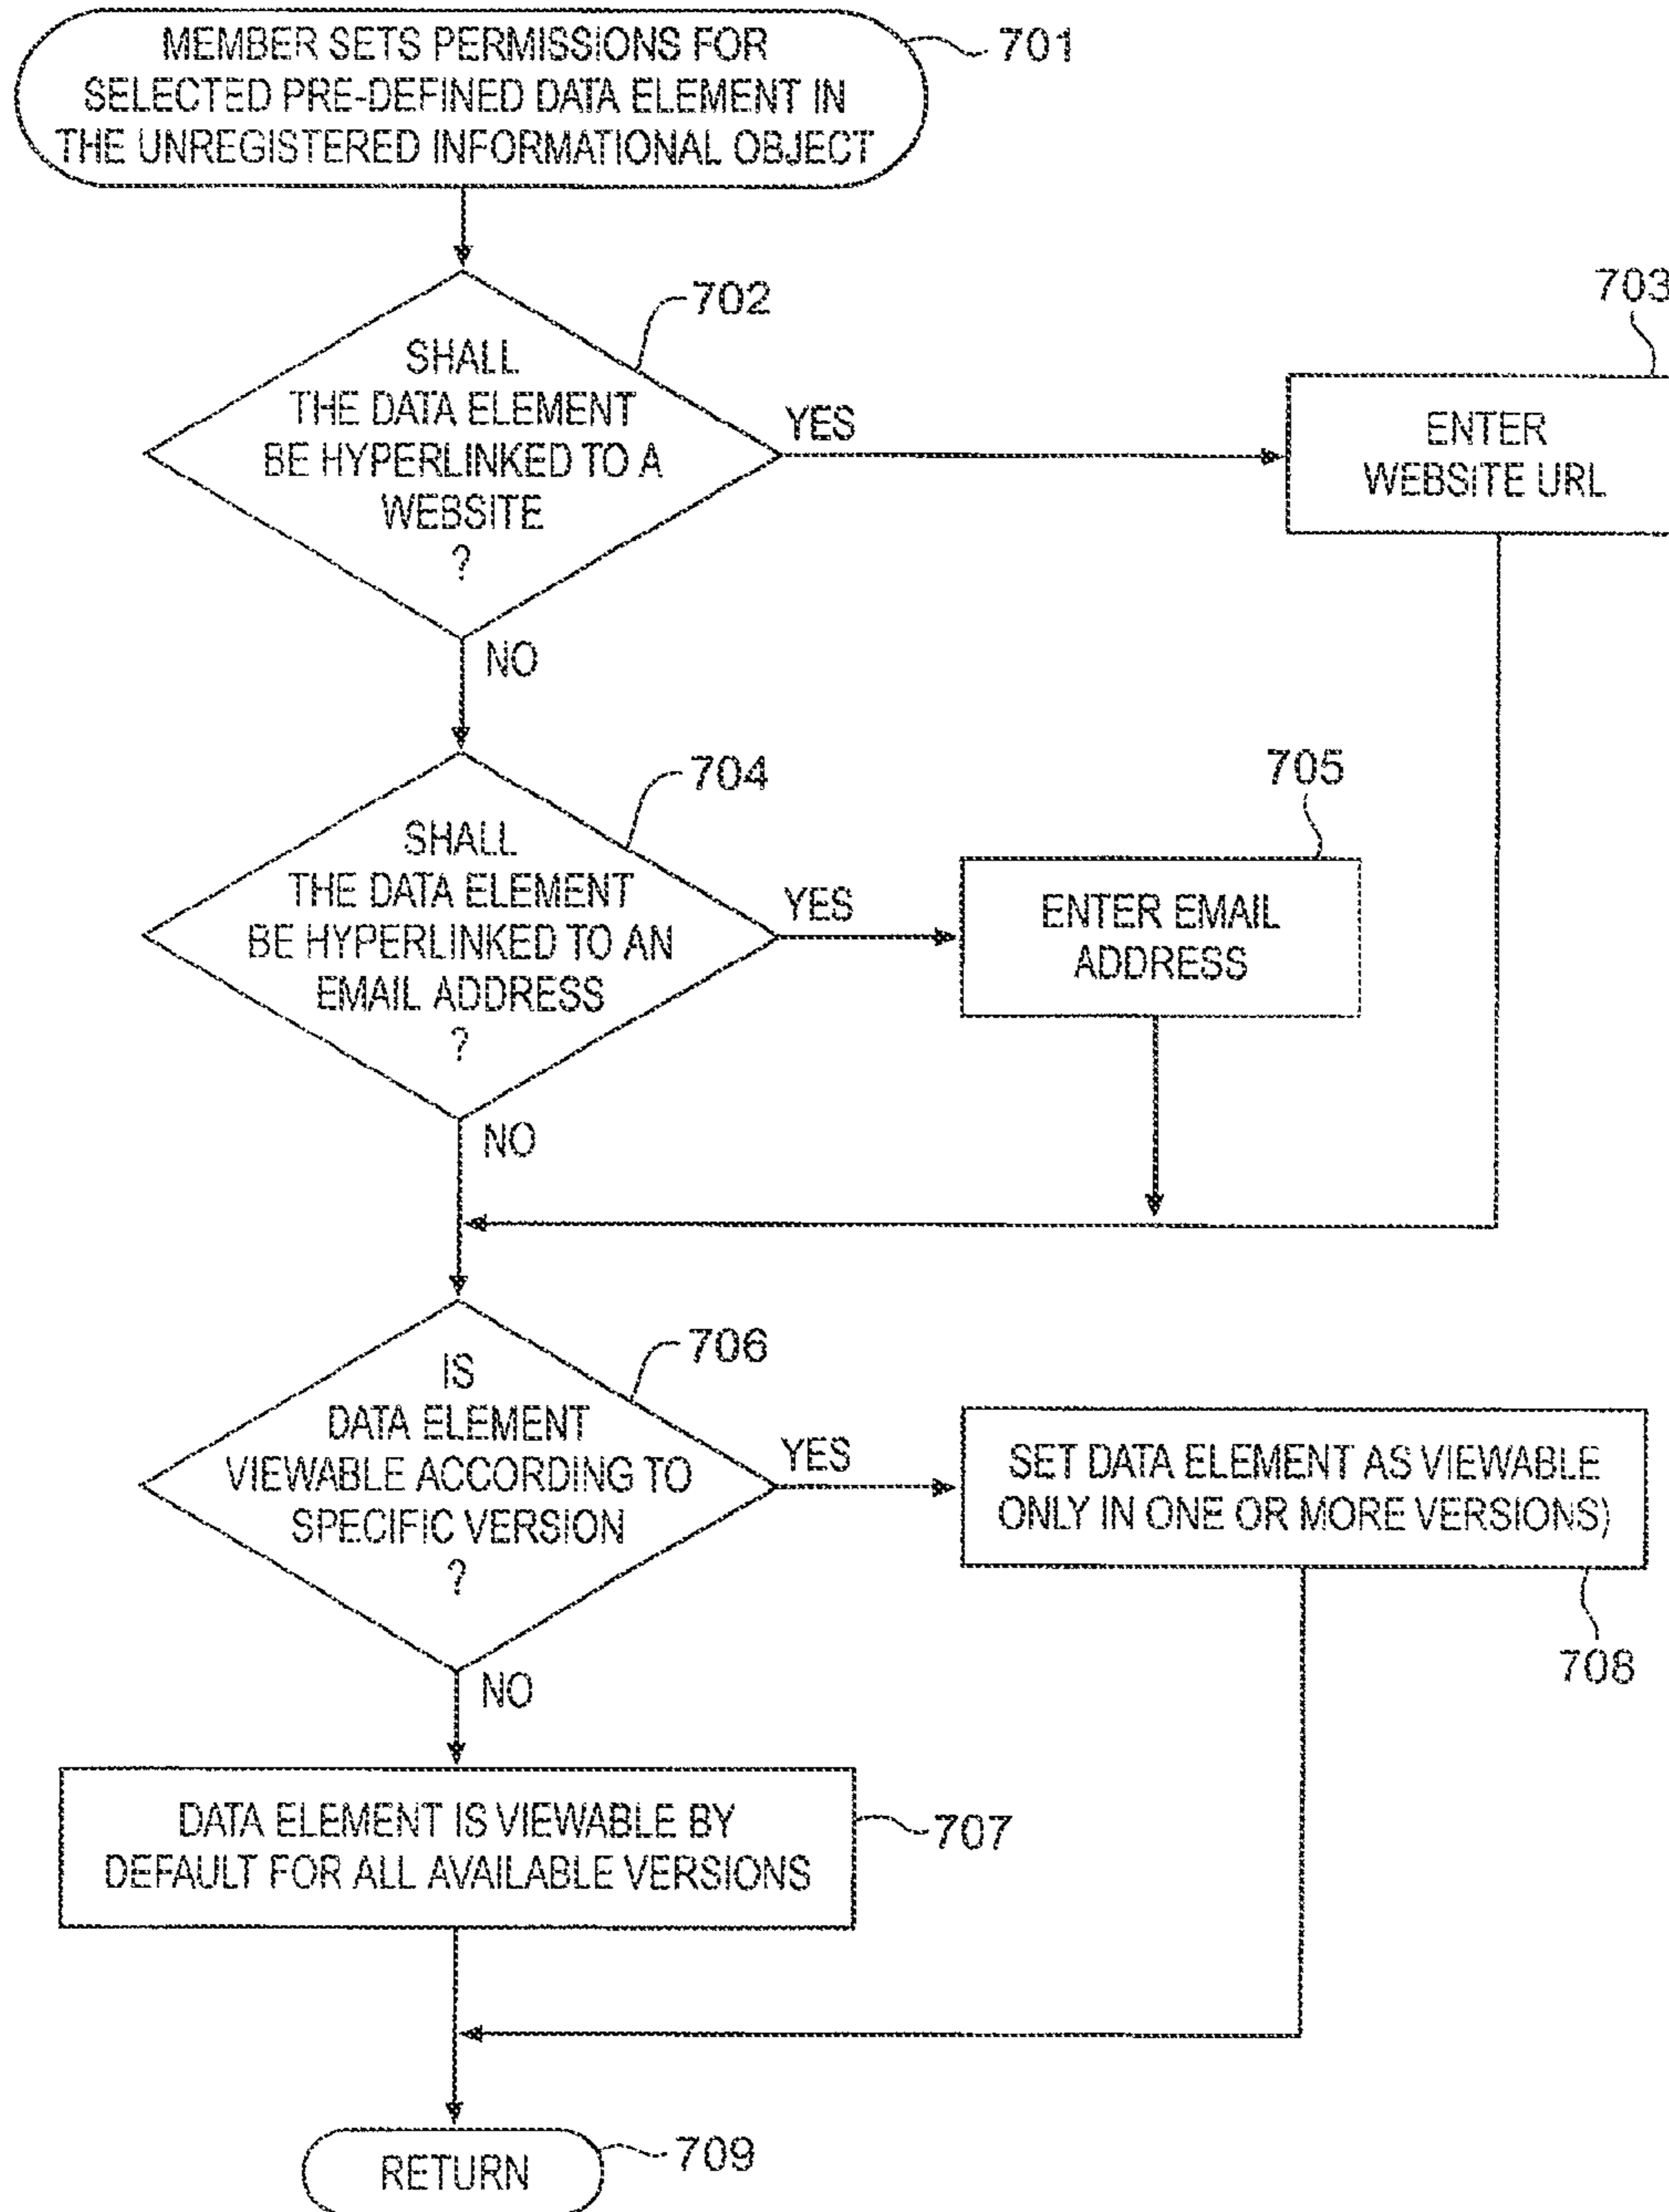 MEMBER SETS PERMISSIONS FOR
SELECTED PRE-DEFINED DATA ELEMENT IN
THE UNREGISTERED INFORMATIONAL OBJECT
701
702
SHALL
THE DATA ELEMENT
BE HYPERLINKED TO A
WEBSITE
?
YES
703
ENTER
WEBSITE URL
NO
704
SHALL
THE DATA ELEMENT
BE HYPERLINKED TO AN
EMAIL ADDRESS
?
YES
705
ENTER EMAIL
ADDRESS
NO
706
IS
DATA ELEMENT
VIEWABLE ACCORDING TO
SPECIFIC VERSION
?
YES
SET DATA ELEMENT AS VIEWABLE
ONLY IN ONE OR MORE VERSIONS)
708
NO
DATA ELEMENT IS VIEWABLE BY
DEFAULT FOR ALL AVAILABLE VERSIONS
707
RETURN
709